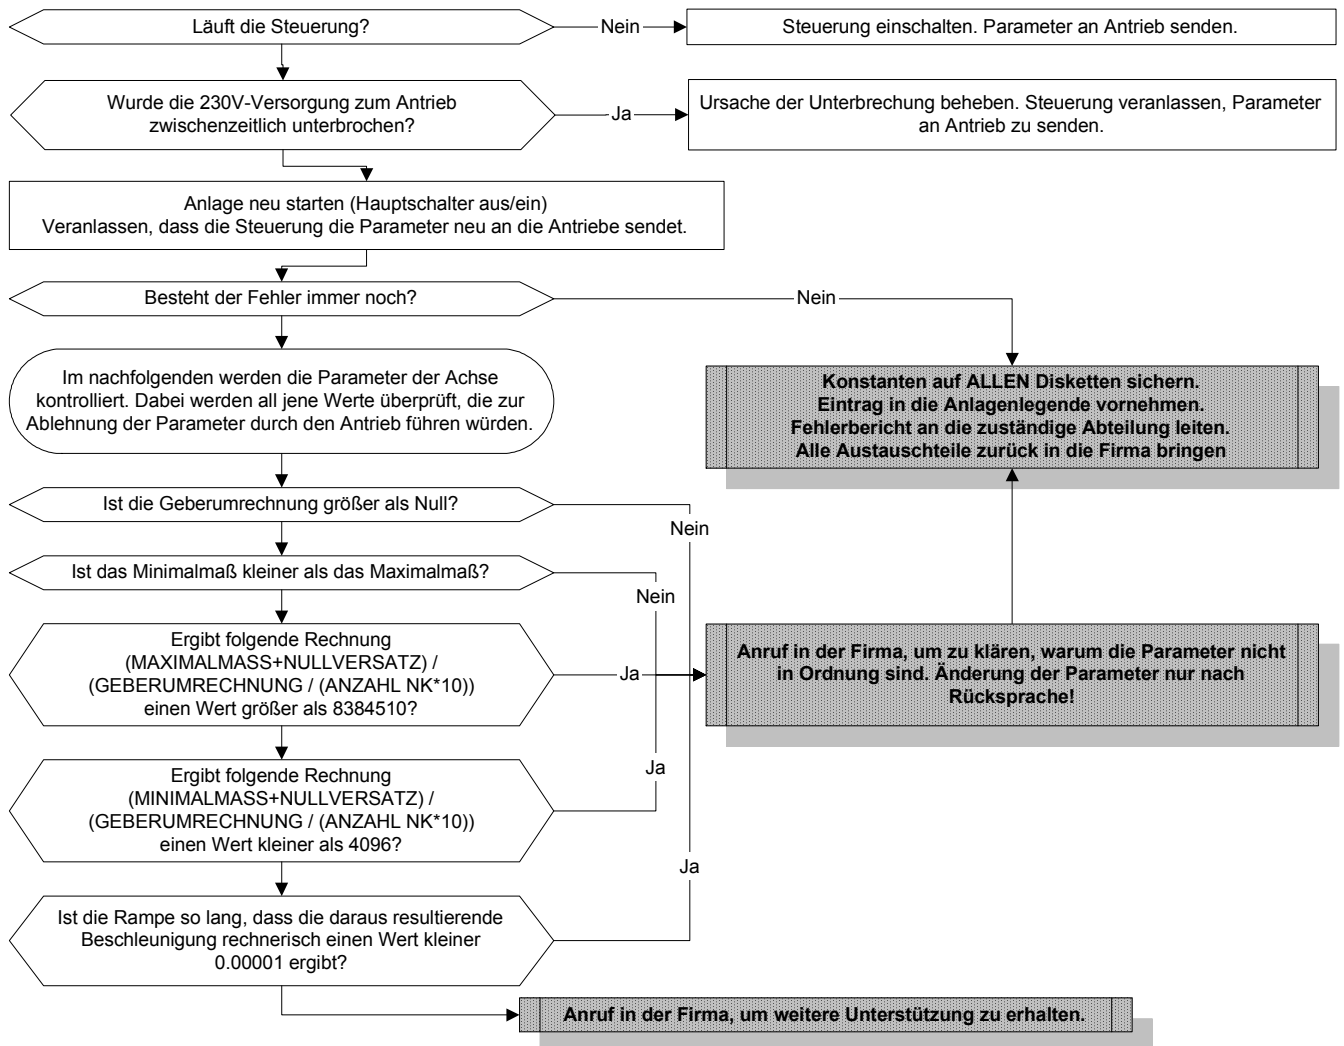 Läuft die Steuerung?
Nein
Steuerung einschalten. Parameter an Antrieb senden.
Wurde die 230V-Versorgung zum Antrieb
zwischenzeitlich unterbrochen?
Ja
Ursache der Unterbrechung beheben. Steuerung veranlassen, Parameter
an Antrieb zu senden.
Anlage neu starten (Hauptschalter aus/ein)
Veranlassen, dass die Steuerung die Parameter neu an die Antriebe sendet.
Besteht der Fehler immer noch?
Nein
Im nachfolgenden werden die Parameter der Achse
kontrolliert. Dabei werden all jene Werte überprüft, die zur
Ablehnung der Parameter durch den Antrieb führen würden.
Konstanten auf ALLEN Disketten sichern.
Eintrag in die Anlagenlegende vornehmen.
Fehlerbericht an die zuständige Abteilung leiten.
Alle Austauschteile zurück in die Firma bringen
Ist die Geberumrechnung größer als Null?
Nein
Ist das Minimalmaß kleiner als das Maximalmaß?
Nein
Ergibt folgende Rechnung
(MAXIMALMASS+NULLVERSATZ) /
(GEBERUMRECHNUNG / (ANZAHL NK*10))
einen Wert größer als 8384510?
Ja
Anruf in der Firma, um zu klären, warum die Parameter nicht
in Ordnung sind. Änderung der Parameter nur nach
Rücksprache!
Ergibt folgende Rechnung
(MINIMALMASS+NULLVERSATZ) /
(GEBERUMRECHNUNG / (ANZAHL NK*10))
einen Wert kleiner als 4096?
Ja
Ist die Rampe so lang, dass die daraus resultierende
Beschleunigung rechnerisch einen Wert kleiner
0.00001 ergibt?
Ja
Anruf in der Firma, um weitere Unterstützung zu erhalten.